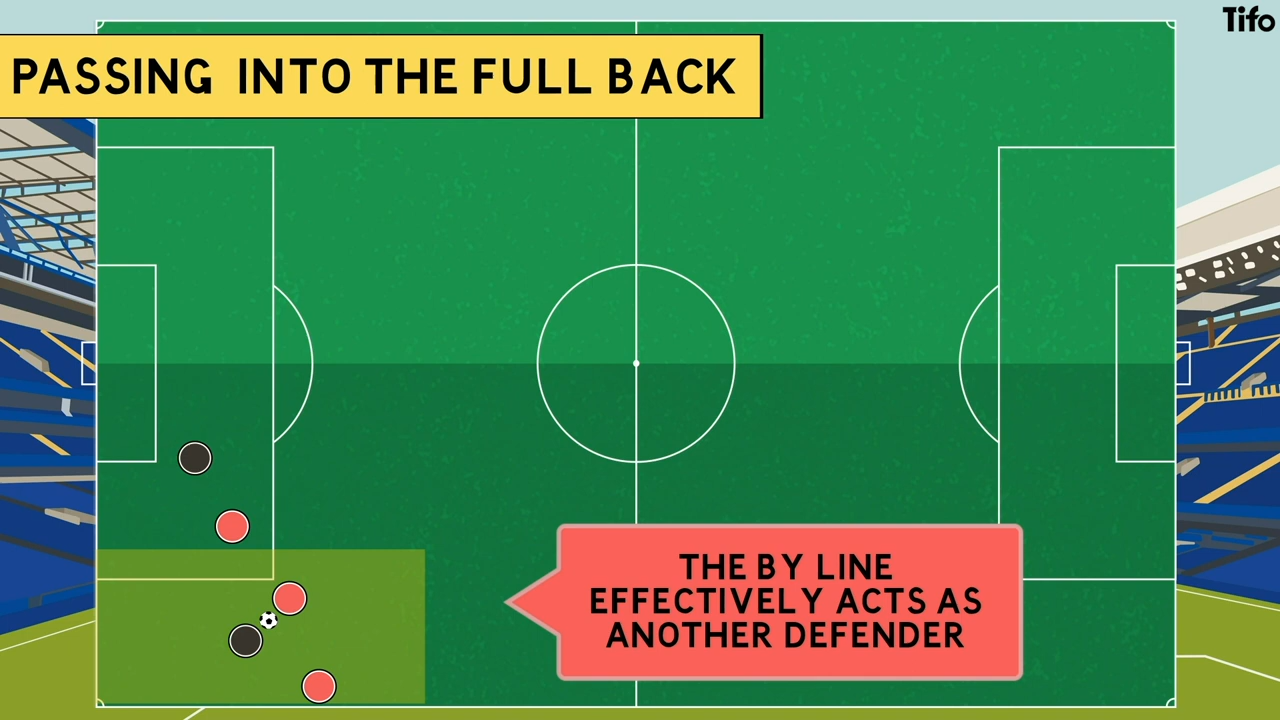 Tifo
PASSING INTO THE FULL BACK
THE BY LINE
EFFECTIVELY ACTS AS
ANOTHER DEFENDER